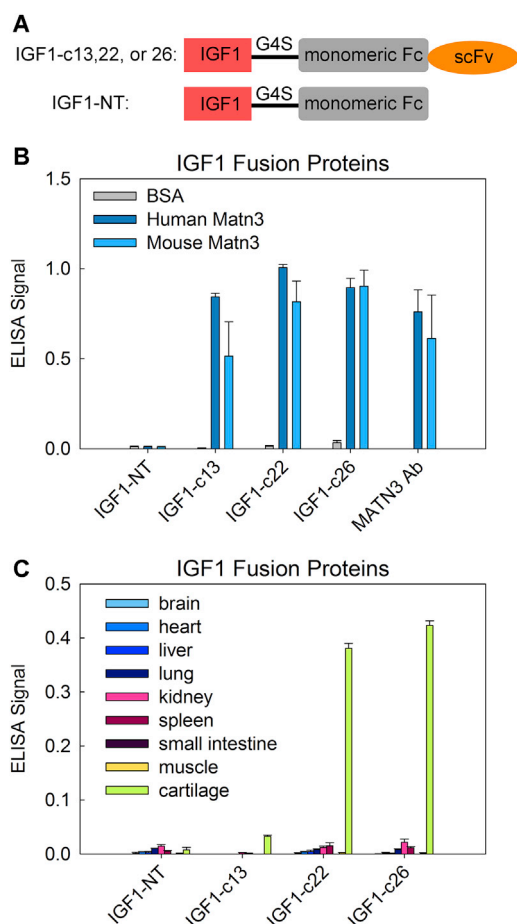 A
IGF1-c13,22, or 26: IGF1 G4S monomeric Fc scFv
IGF1-NT: IGF1 G4S monomeric Fc
B
IGF1 Fusion Proteins
1.5
1.0
0.5
0.0
ELISA Signal
BSA
Human Matn3
Mouse Matn3
IGF1-NT
IGF1-c13
IGF1-c22
IGF1-c26
MATN3 Ab
C
IGF1 Fusion Proteins
0.5
0.4
0.3
0.2
0.1
0.0
ELISA Signal
brain
heart
liver
lung
kidney
spleen
small intestine
muscle
cartilage
IGF1-NT
IGF1-c13
IGF1-c22
IGF1-c26